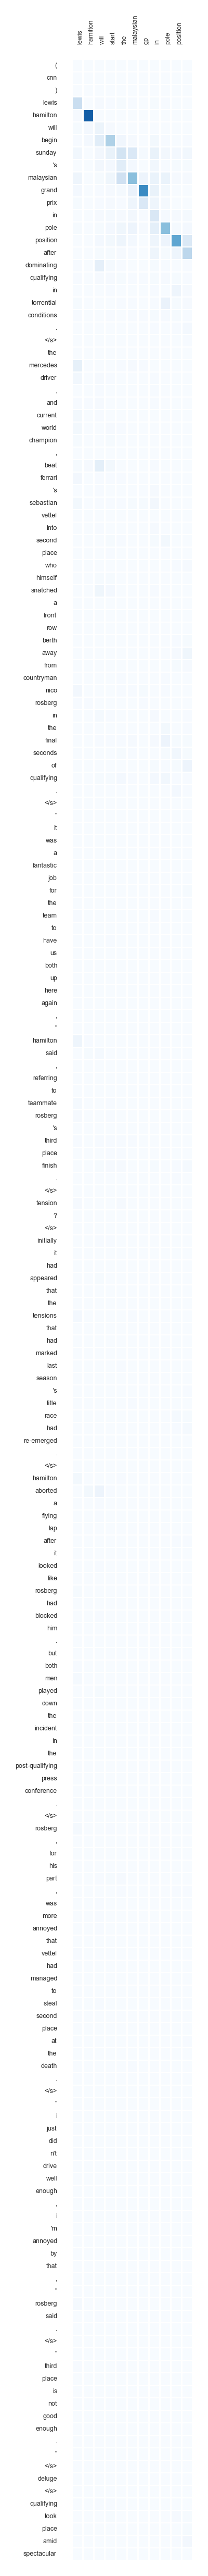 lewis
hamilton
will
start
the
malaysian
gp
in
pole
position
(
cnn
)
lewis
hamilton
will
begin
sunday
's
malaysian
grand
prix
in
pole
position
after
dominating
qualifying
in
torrential
conditions
.
</s>
the
mercedes
driver
,
and
current
world
champion
,
beat
ferrari
's
sebastian
vettel
into
second
place
who
himself
snatched
a
front
row
berth
away
from
countryman
nico
rosberg
in
the
final
seconds
of
qualifying
.
</s>
"
it
was
a
fantastic
job
for
the
team
to
have
us
both
up
here
again
,
"
hamilton
said
,
referring
to
teammate
rosberg
's
third
place
finish
.
</s>
tension
?
</s>
initially
it
had
appeared
that
the
tensions
that
had
marked
last
season
's
title
race
had
re-emerged
.
</s>
hamilton
aborted
a
flying
lap
after
it
looked
like
rosberg
had
blocked
him
.
but
both
men
played
down
the
incident
in
the
post-qualifying
press
conference
.
</s>
rosberg
,
for
his
part
,
was
more
annoyed
that
vettel
had
managed
to
steal
second
place
at
the
death
.
</s>
"
i
just
did
n't
drive
well
enough
,
i
'm
annoyed
by
that
,
"
rosberg
said
.
</s>
"
third
place
is
not
good
enough
.
"
</s>
deluge
</s>
qualifying
took
place
amid
spectacular